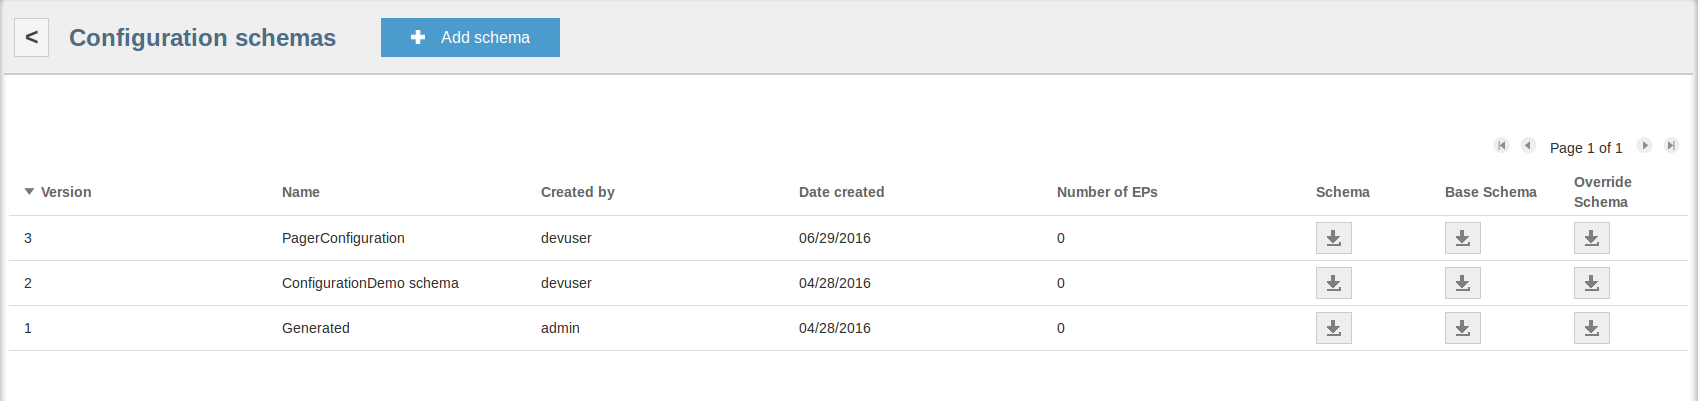 < Configuration schemas Add schema
Page 1 of 1
Version Name Created by Date created Number of EPs Schema Base Schema Override Schema
3 PagerConfiguration devuser 06/29/2016 0
2 ConfigurationDemo schema devuser 04/28/2016 0
1 Generated admin 04/28/2016 0